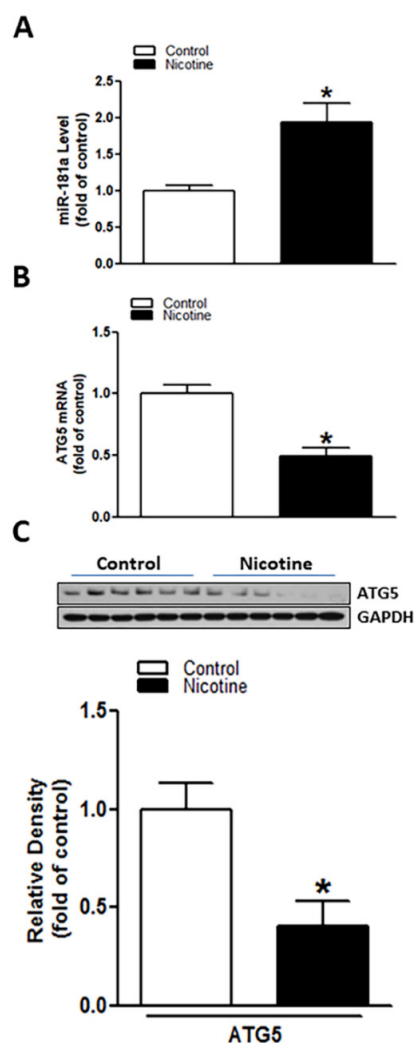 A
Control
Nicotine
miR-181a Level
(fold of control)
2.5
2.0
1.5
1.0
0.5
0.0
*
B
Control
Nicotine
ATG5 mRNA
(fold of control)
1.5
1.0
0.5
0.0
*
C
Control Nicotine
ATG5
GAPDH
Control
Nicotine
Relative Density
(fold of control)
1.5
1.0
0.5
0.0
*
ATG5